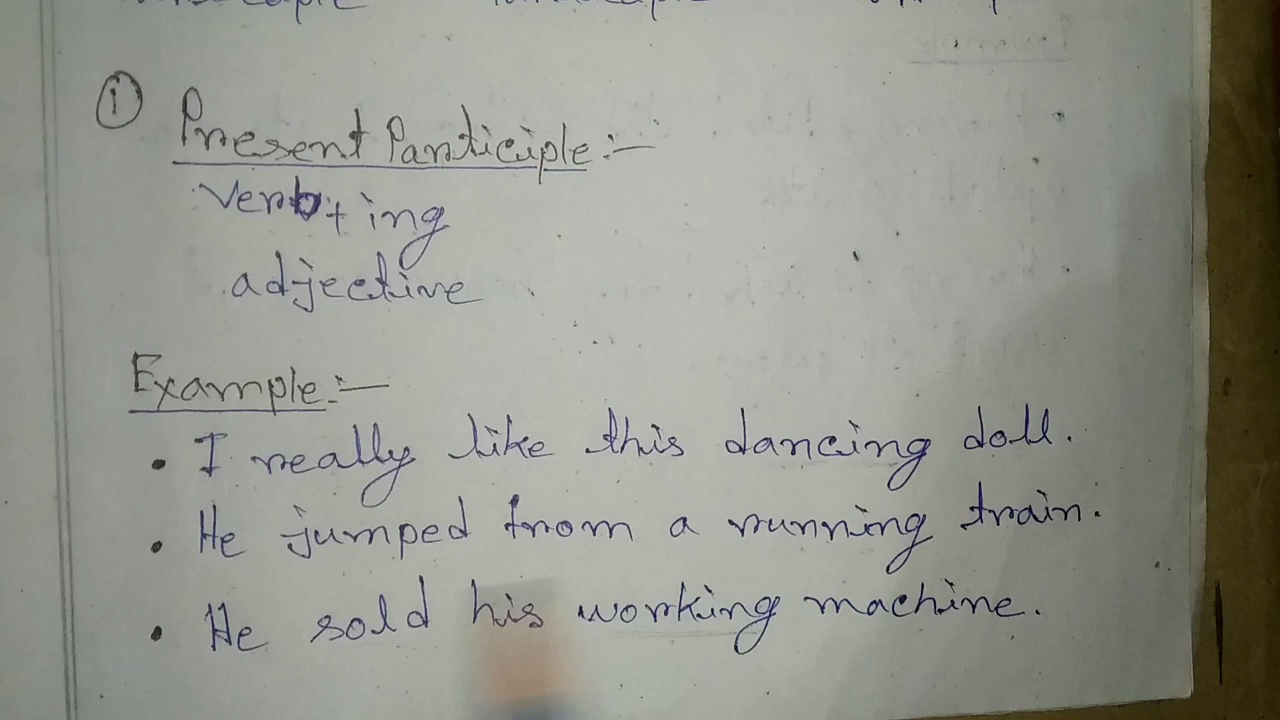 ① Present Participle:-
Verb + ing
adjective
Example:-
• I really like this dancing doll.
• He jumped from a running train.
• He sold his working machine.